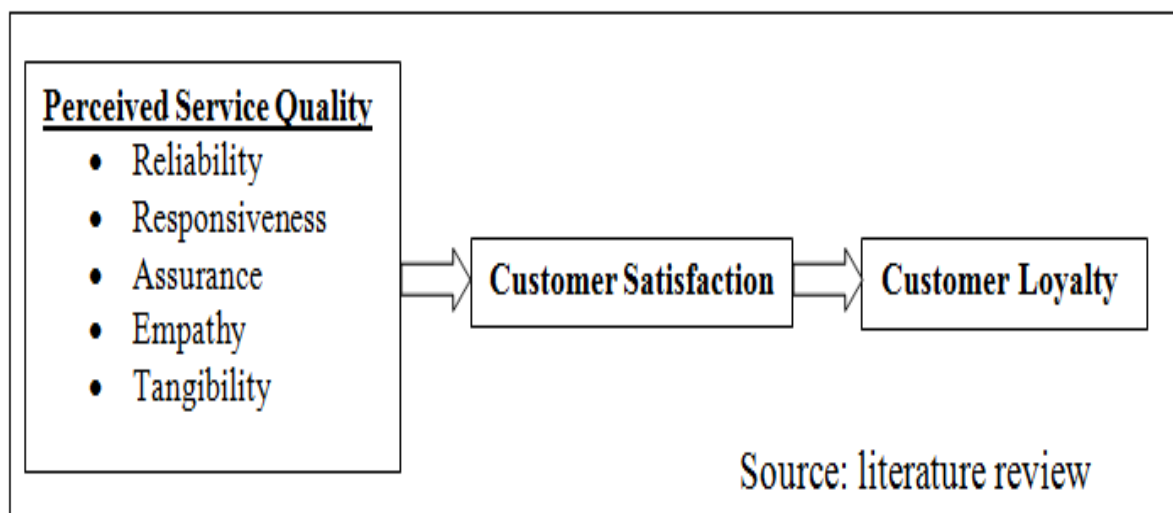 Perceived Service Quality
• Reliability
• Responsiveness
• Assurance
• Empathy
• Tangibility
Customer Satisfaction
Customer Loyalty
Source: literature review